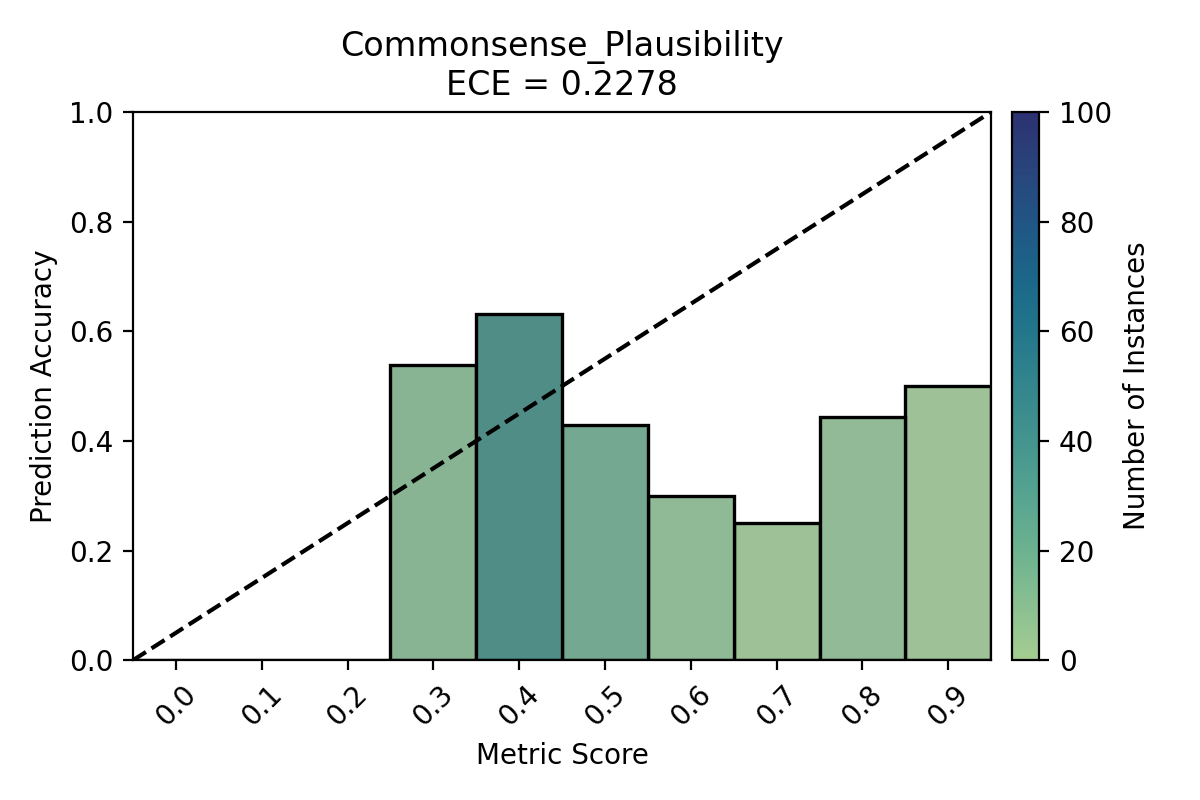 Commonsense_Plausibility
ECE = 0.2278
Prediction Accuracy
1.0
0.8
0.6
0.4
0.2
0.0
0.0 0.1 0.2 0.3 0.4 0.5 0.6 0.7 0.8 0.9
Metric Score
100
80
60
40
20
0
Number of Instances